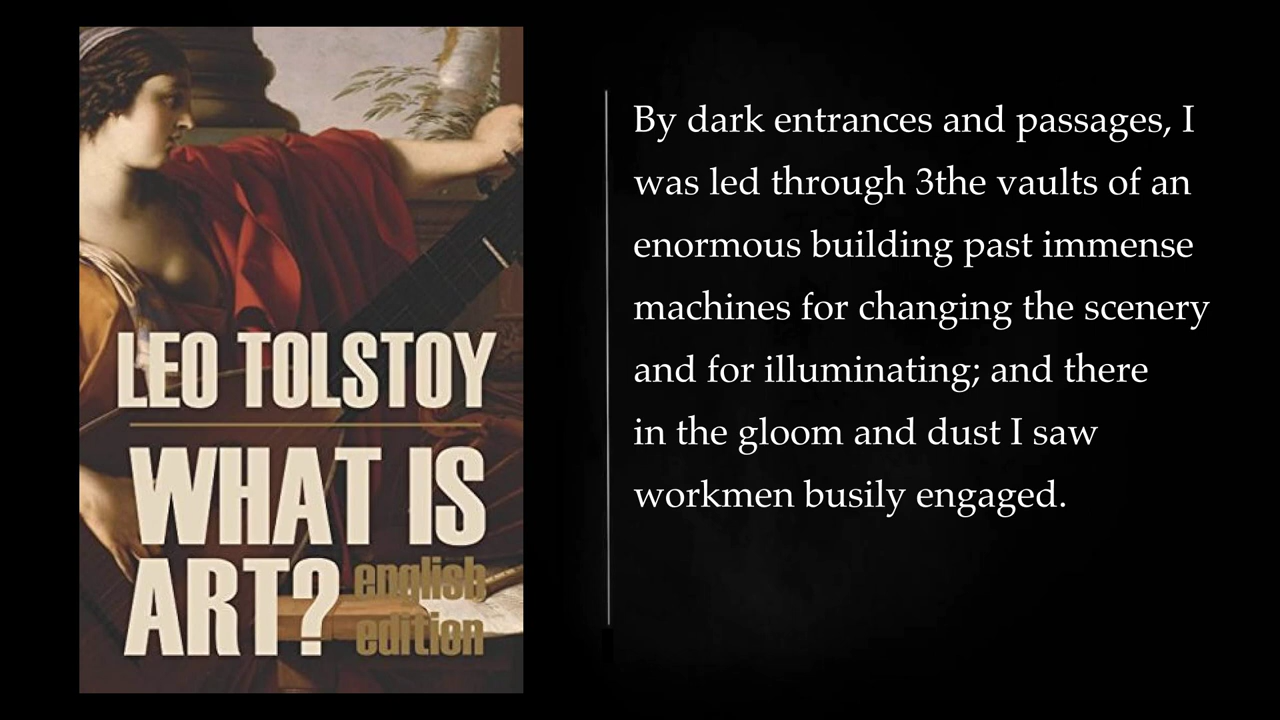 LEO TOLSTOY
WHAT IS
ART?
english
edition
By dark entrances and passages, I
was led through 3the vaults of an
enormous building past immense
machines for changing the scenery
and for illuminating; and there
in the gloom and dust I saw
workmen busily engaged.